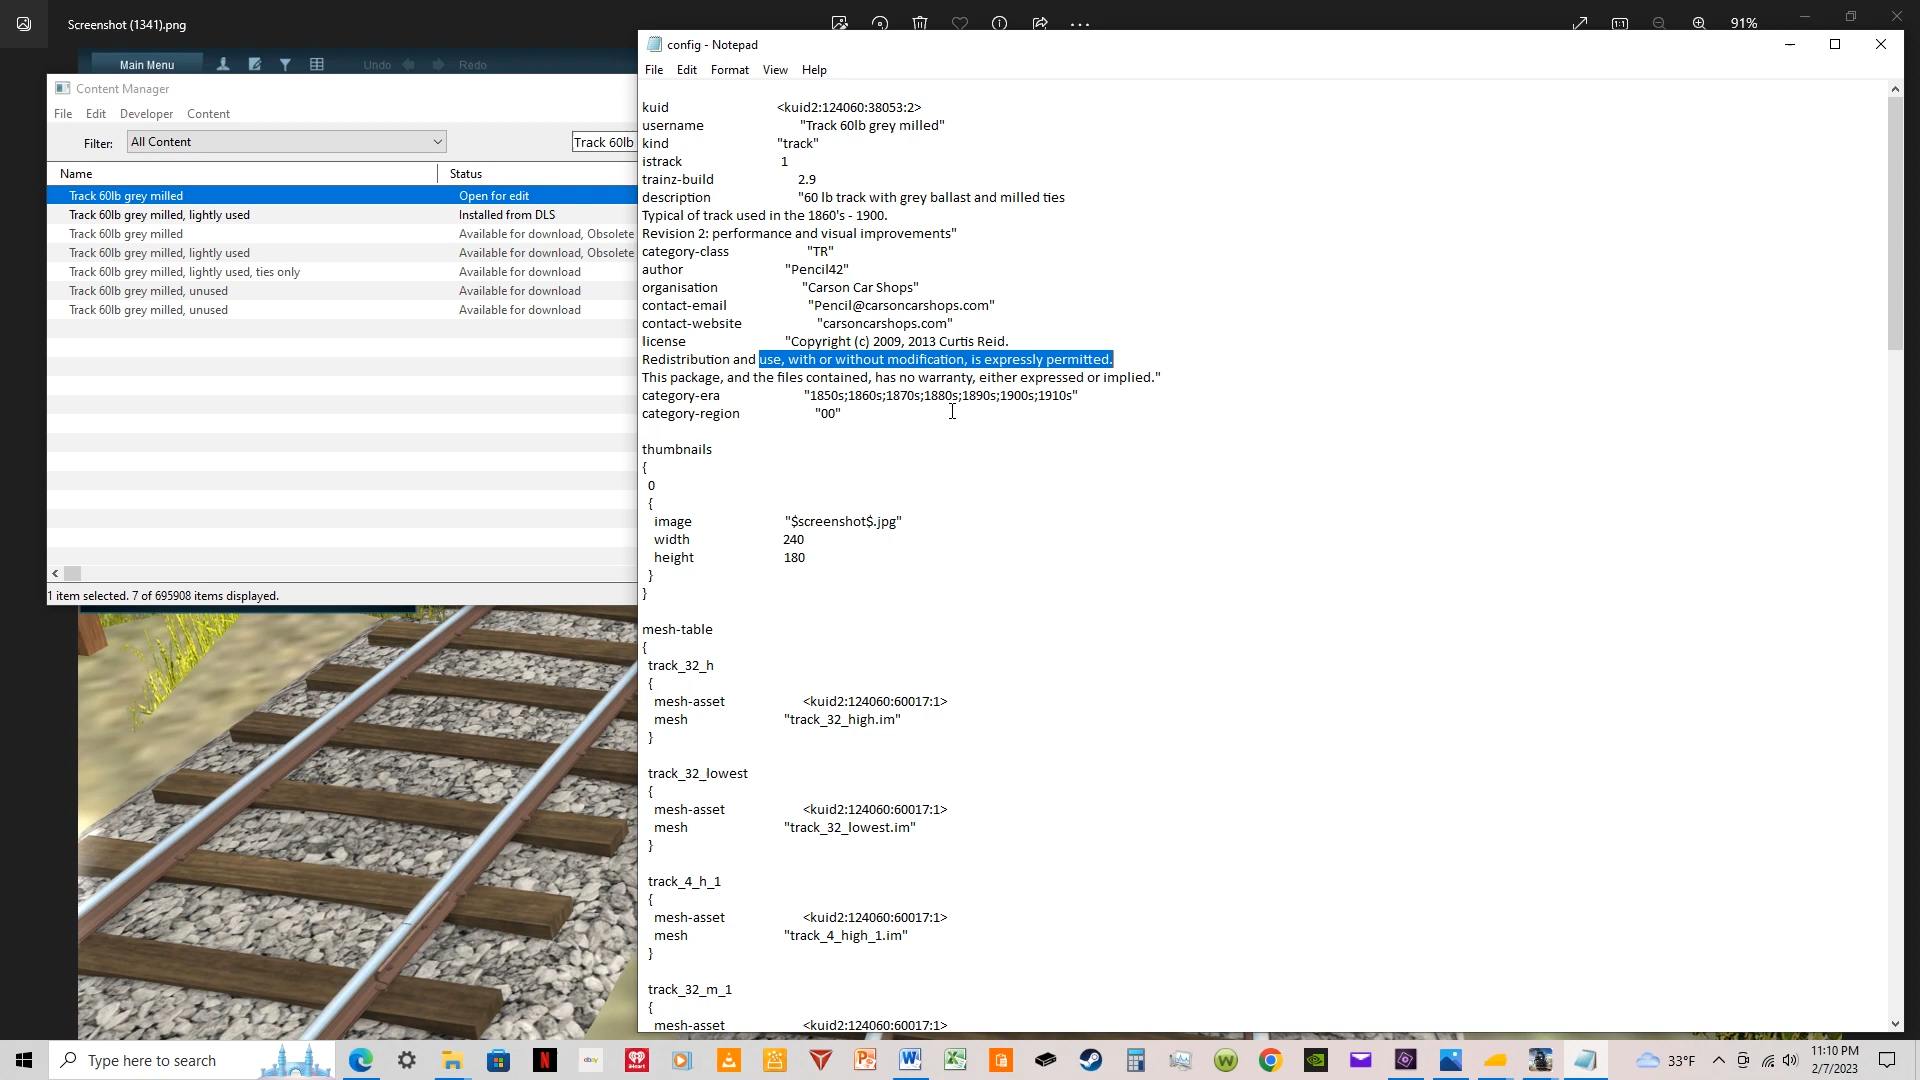 Screenshot (1341).png
91%
Main Menu
Undo
Redo
Content Manager
File Edit Developer Content
Filter: All Content
Track 60lb
Name Status
Track 60lb grey milled Open for edit
Track 60lb grey milled, lightly used Installed from DLS
Track 60lb grey milled Available for download, Obsolete
Track 60lb grey milled, lightly used Available for download, Obsolete
Track 60lb grey milled, lightly used, ties only Available for download
Track 60lb grey milled, unused Available for download
Track 60lb grey milled, unused Available for download
1 item selected. 7 of 695908 items displayed.
config - Notepad
File Edit Format View Help
kuid <kuid2:124060:38053:2>
username "Track 60lb grey milled"
kind "track"
istrack 1
trainz-build 2.9
description "60 lb track with grey ballast and milled ties
Typical of track used in the 1860's - 1900.
Revision 2: performance and visual improvements"
category-class "TR"
author "Pencil42"
organisation "Carson Car Shops"
contact-email "Pencil@carsoncarshops.com"
contact-website "carsoncarshops.com"
license "Copyright (c) 2009, 2013 Curtis Reid.
Redistribution and use, with or without modification, is expressly permitted.
This package, and the files contained, has no warranty, either expressed or implied."
category-era "1850s;1860s;1870s;1880s;1890s;1900s;1910s"
category-region "00"
thumbnails
{
0
{
image "$screenshot$.jpg"
width 240
height 180
}
}
mesh-table
{
track_32_h
{
mesh-asset <kuid2:124060:60017:1>
mesh "track_32_high.im"
}
track_32_lowest
{
mesh-asset <kuid2:124060:60017:1>
mesh "track_32_lowest.im"
}
track_4_h_1
{
mesh-asset <kuid2:124060:60017:1>
mesh "track_4_high_1.im"
}
track_32_m_1
{
mesh-asset <kuid2:124060:60017:1>
Type here to search
33°F
11:10 PM
2/7/2023